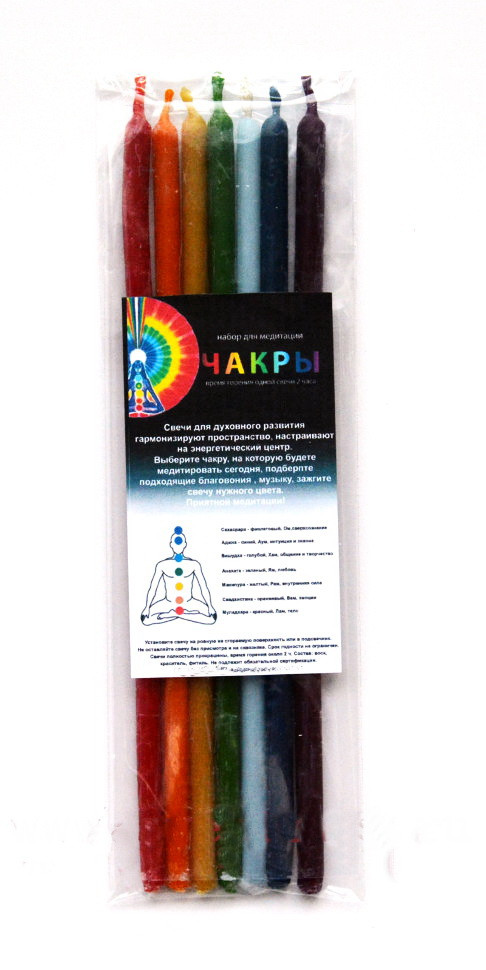 набор для медитации
ЧАКРЫ
время горения одной свечи 2 часа
Свечи для духовного развития
гармонизируют пространство, настраивают
на энергетический центр.
Выберите чакру, на которую будете
медитировать сегодня, подберпте
подходящие благовония , музыку, зажгите
свечу нужного цвета.
Приятной медитации!
Сахасрара - фиолетовый, Ом,сверхсознание
Аджна - синий, Аум, интуиция и знание
Вишудха - голубой, Хам, общение и творчество
Анахата - зеленый, Ям, любовь
Манипура - желтый, Рам, внутренняя сила
Свадхистана - оранжевый, Вам, эмоции
Муладхара - красный, Лам, тело
Установите свечу на ровную не сгораемую поверхность или в подсвечник.
Не оставляйте свечу без присмотра и на сквозняке. Срок годности не ограничен.
Свечи полностью прокрашены, время горения около 2 ч. Состав: воск,
краситель, фитиль. Не подлежит обязательной сертификации.